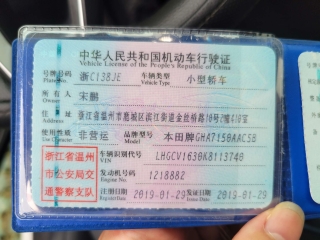 中华人民共和国机动车行驶证
Vehicle License of the People's Republic of China
号牌号码 浙C138JE 车辆类型 小型轿车
Plate No. Vehicle Type
所有人 宋鹏
Owner
住址 浙江省温州市鹿城区滨江街道金丝桥路10号7幢410室
Address
使用性质 非营运 品牌型号 本田牌GHA7150AAC5B
Use Character Model
浙江省温州
市公安局交
通警察支队
车辆识别代号 LHGCV1630K8113740
VIN
发动机号码 1218882
Engine No.
注册日期 2019-01-29 发证日期 2019-01-29
Register Date Issue Date